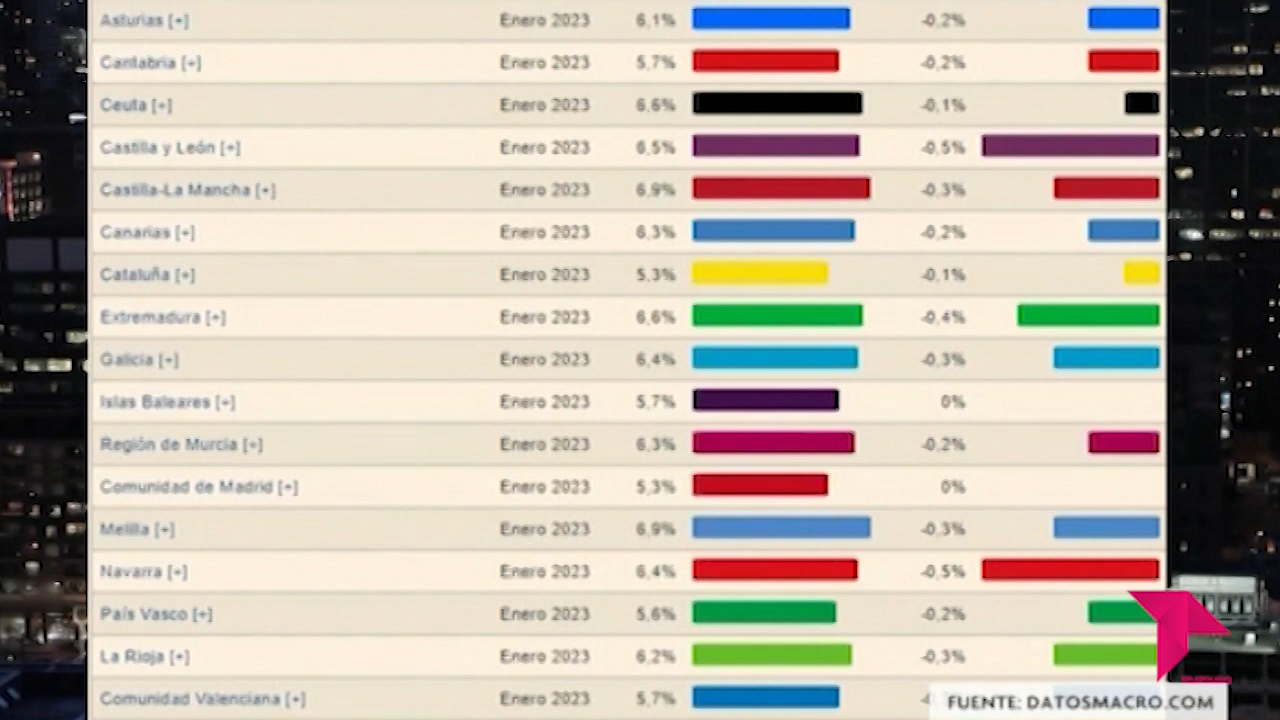 Asturias [+] Enero 2023 6,1% -0,2%
Cantabria [+] Enero 2023 5,7% -0,2%
Ceuta [+] Enero 2023 6,6% -0,1%
Castilla y León [+] Enero 2023 6,5% -0,5%
Castilla-La Mancha [+] Enero 2023 6,9% -0,3%
Canarias [+] Enero 2023 6,3% -0,2%
Cataluña [+] Enero 2023 5,3% -0,1%
Extremadura [+] Enero 2023 6,6% -0,4%
Galicia [+] Enero 2023 6,4% -0,3%
Islas Baleares [+] Enero 2023 5,7% 0%
Región de Murcia [+] Enero 2023 6,3% -0,2%
Comunidad de Madrid [+] Enero 2023 5,3% 0%
Melilla [+] Enero 2023 6,9% -0,3%
Navarra [+] Enero 2023 6,4% -0,5%
País Vasco [+] Enero 2023 5,6% -0,2%
La Rioja [+] Enero 2023 6,2% -0,3%
Comunidad Valenciana [+] Enero 2023 5,7%
FUENTE: DATOSMACRO.COM